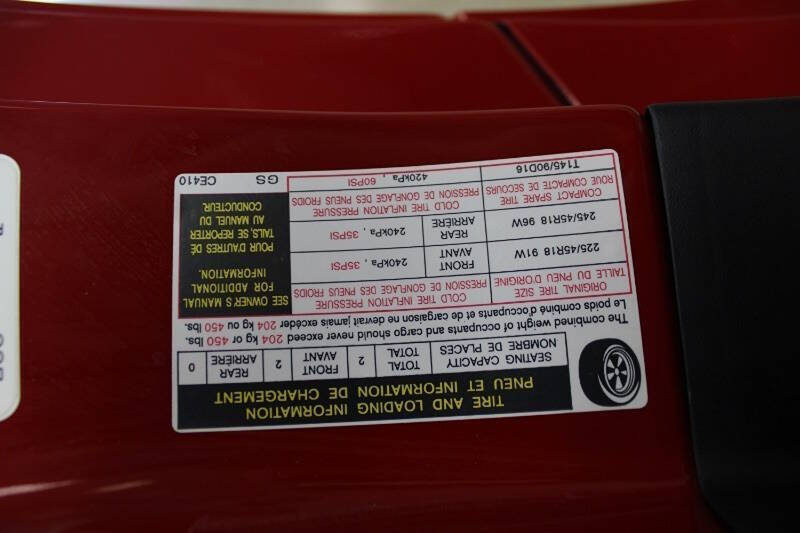 TIRE AND LOADING INFORMATION
PNEU ET INFORMATION DE CHARGEMENT
SEATING CAPACITY
NOMBRE DE PLACES
TOTAL
TOTAL
2
FRONT
AVANT
2
REAR
ARRIÈRE
0
The combined weight of occupants and cargo should never exceed 204 kg or 450 lbs.
Le poids combiné d'occupants et de cargaison ne devrait jamais excéder 204 kg ou 450 lbs.
ORIGINAL TIRE SIZE
TAILLE DU PNEU D'ORIGINE
COLD TIRE INFLATION PRESSURE
PRESSION DE GONFLAGE DES PNEUS FROIDS
225/45R18 91W
FRONT
AVANT
240kPa , 35PSI
245/45R18 96W
REAR
ARRIÈRE
240kPa , 35PSI
COMPACT SPARE TIRE
ROUE COMPACTE DE SECOURS
COLD TIRE INFLATION PRESSURE
PRESSION DE GONFLAGE DES PNEUS FROIDS
T145/90D16
420kPa , 60PSI
SEE OWNER'S MANUAL
FOR ADDITIONAL
INFORMATION.
POUR D'AUTRES DÉ
TAILS,SE REPORTER
AU MANUEL DU
CONDUCTEUR.
GS
CE410